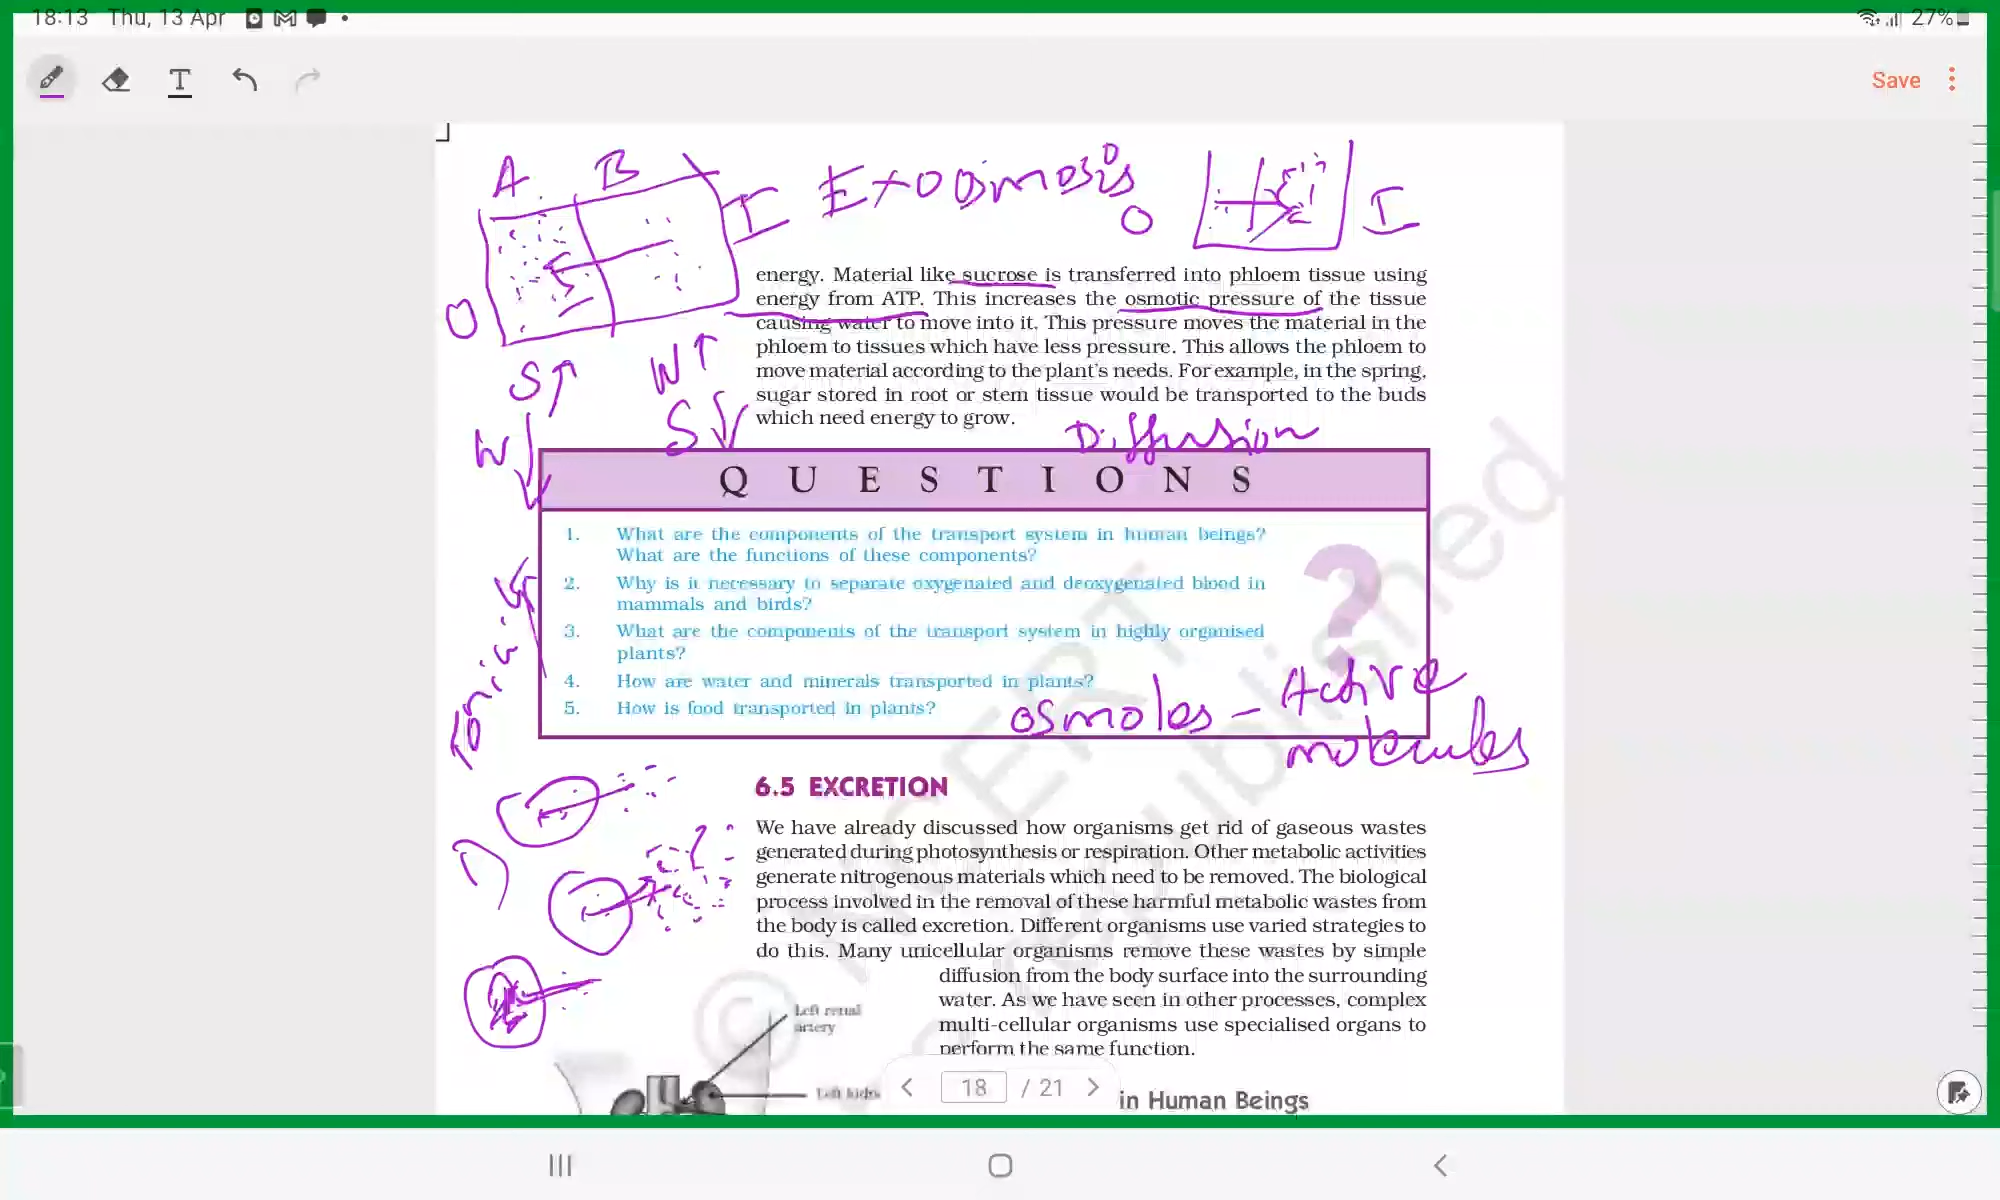 18:13 Thu, 13 Apr
27%
T
Save
A B
I
Exoosmosis
O
I
O
energy. Material like sucrose is transferred into phloem tissue using
energy from ATP. This increases the osmotic pressure of the tissue
causing water to move into it. This pressure moves the material in the
phloem to tissues which have less pressure. This allows the phloem to
move material according to the plant's needs. For example, in the spring,
sugar stored in root or stem tissue would be transported to the buds
which need energy to grow.
S↑ W↑
W↓ S↓
Diffusion
QUESTIONS
1. What are the components of the transport system in human beings?
What are the functions of these components?
2. Why is it necessary to separate oxygenated and deoxygenated blood in
mammals and birds?
3. What are the components of the transport system in highly organised
plants?
4. How are water and minerals transported in plants?
5. How is food transported in plants?
?
osmoles - Active
molecules
tonicity
6.5 EXCRETION
We have already discussed how organisms get rid of gaseous wastes
generated during photosynthesis or respiration. Other metabolic activities
generate nitrogenous materials which need to be removed. The biological
process involved in the removal of these harmful metabolic wastes from
the body is called excretion. Different organisms use varied strategies to
do this. Many unicellular organisms remove these wastes by simple
diffusion from the body surface into the surrounding
water. As we have seen in other processes, complex
multi-cellular organisms use specialised organs to
perform the same function.
1)
Left renal
artery
Left kidn
18 / 21
in Human Beings
© NCERT
republished